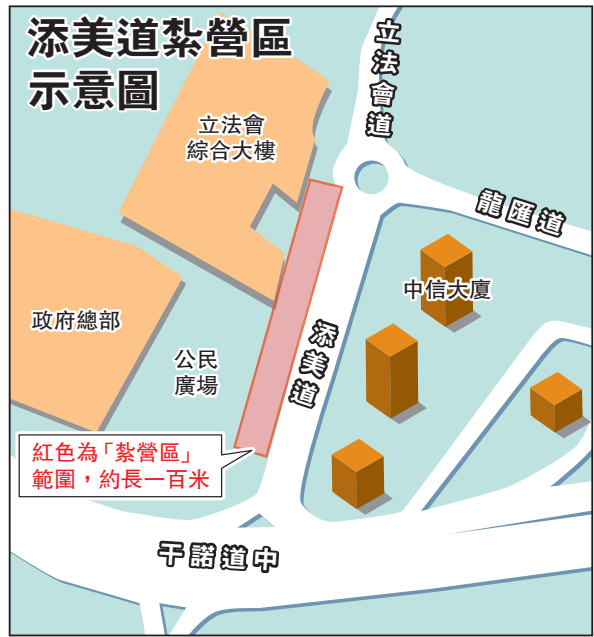 添美道紮營區
示意圖
立法會道
立法會
綜合大樓
龍匯道
中信大廈
政府總部
公民
廣場
添美道
紅色為「紮營區」
範圍，約長一百米
干諾道中